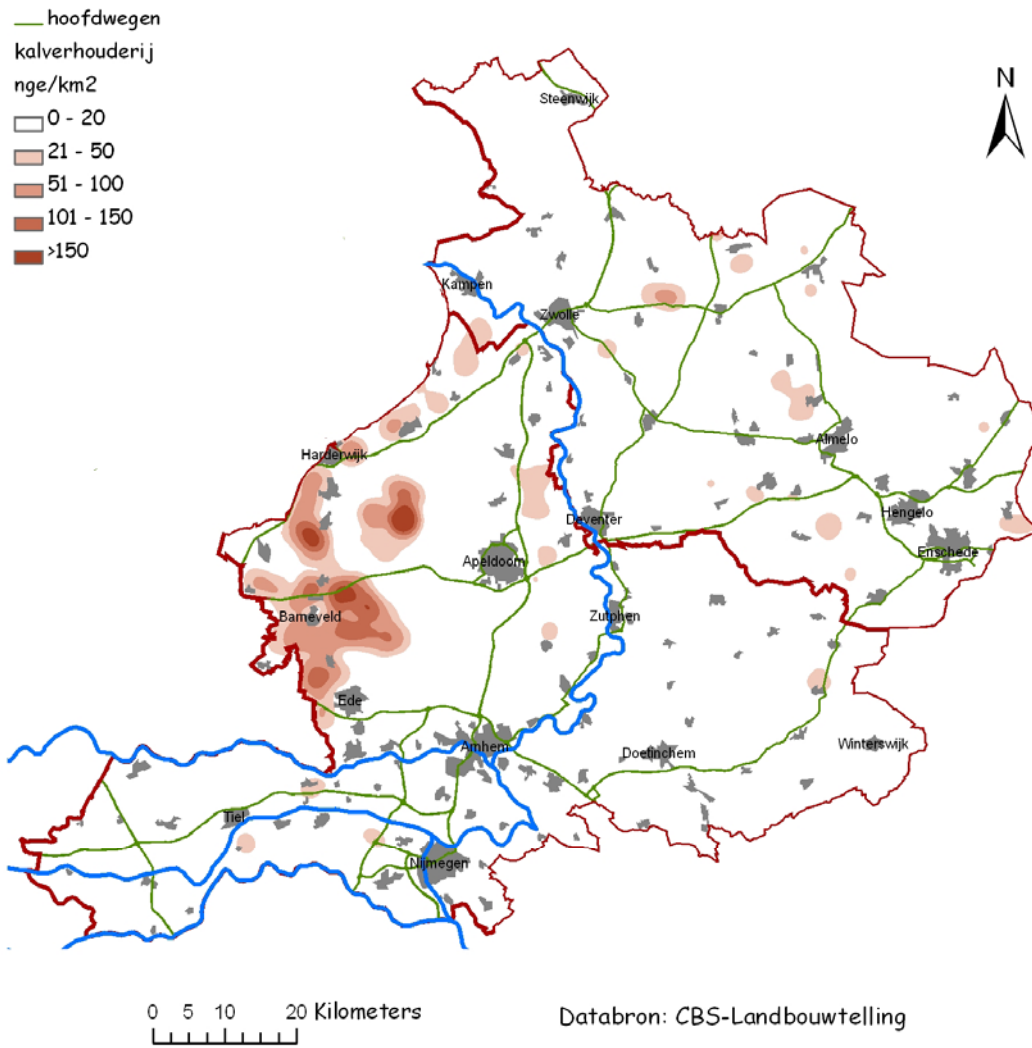 hoofdwegen
kalverhouderij
nge/km2
0 - 20
21 - 50
51 - 100
101 - 150
>150
N
Steenwijk
Kampen
Zwolle
Harderwijk
Almelo
Hengelo
Deventer
Enschede
Apeldoorn
Barneveld
Zutphen
Ede
Arnhem
Doetinchem
Winterswijk
Tiel
Nijmegen
0 5 10 20 Kilometers
Databron: CBS-Landbouwtelling